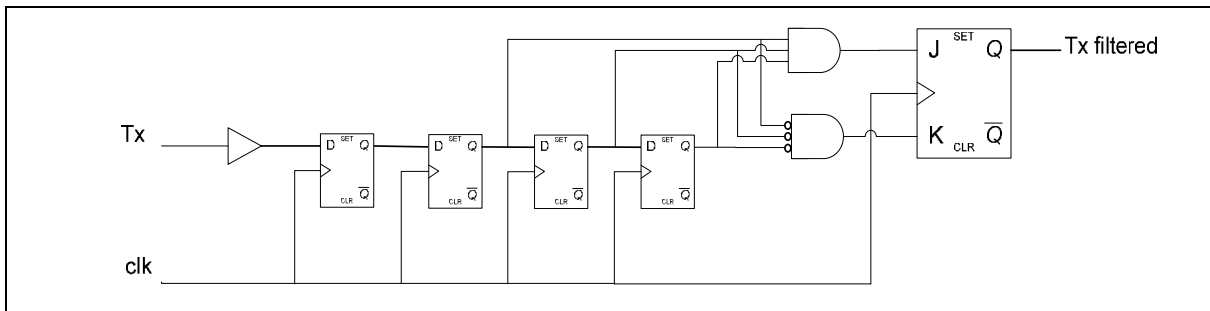 SET
J Q
Tx filtered
K Q
CLR
Tx
SET
D Q
Q
CLR
SET
D Q
Q
CLR
SET
D Q
Q
CLR
SET
D Q
Q
CLR
clk